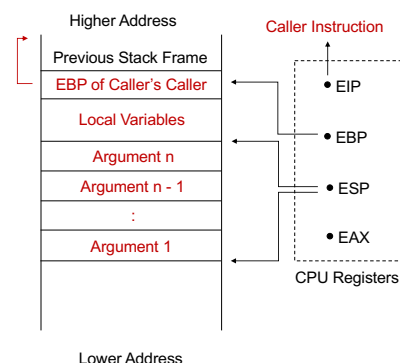 Higher Address
Caller Instruction
Previous Stack Frame
EBP of Caller's Caller
EIP
Local Variables
EBP
Argument n
Argument n - 1
ESP
:
Argument 1
EAX
CPU Registers
Lower Address